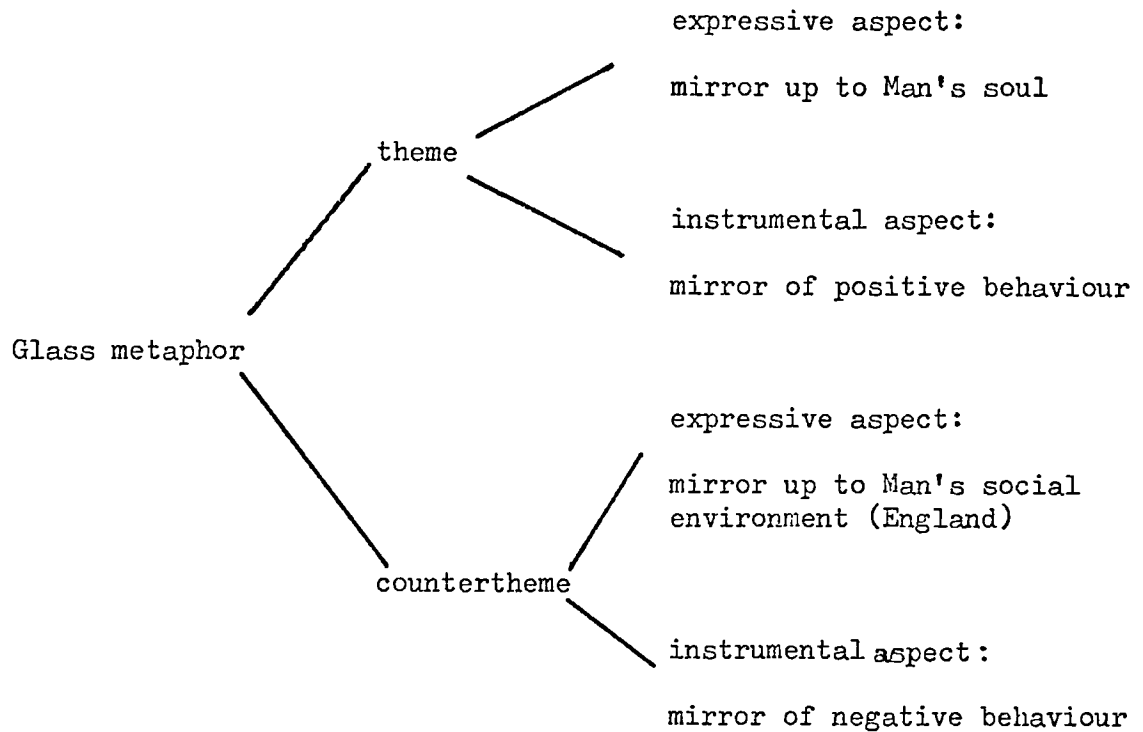 expressive aspect:
mirror up to Man's soul
theme
instrumental aspect:
mirror of positive behaviour
Glass metaphor
expressive aspect:
mirror up to Man's social
environment (England)
countertheme
instrumental aspect:
mirror of negative behaviour